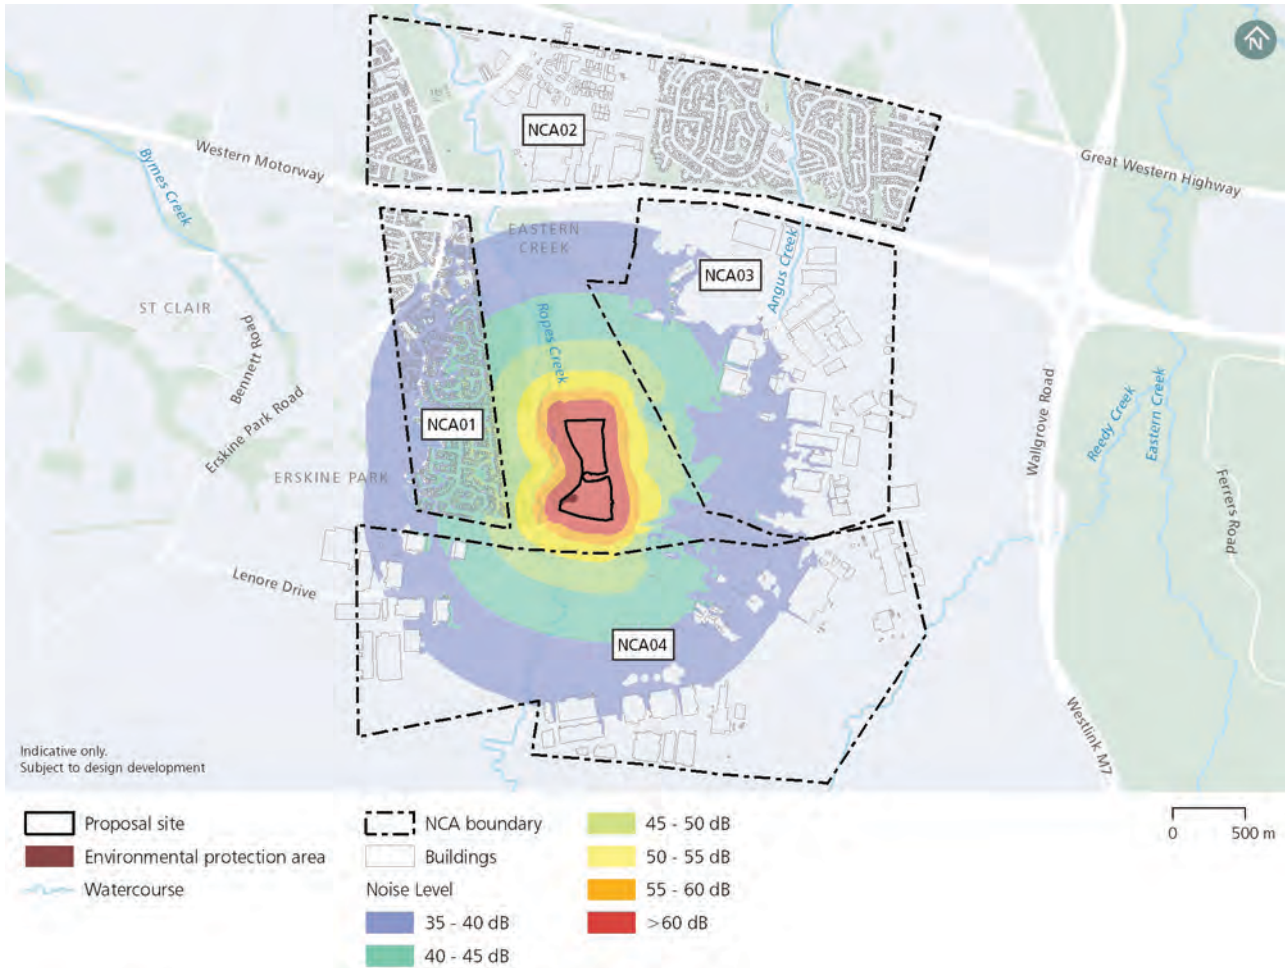 N
NCA02
Great Western Highway
Western Motorway
Byrnes Creek
EASTERN
CREEK
NCA03
Angus Creek
ST CLAIR
Bennett Road
Ropes Creek
Erskine Park Road
NCA01
ERSKINE PARK
Wallgrove Road
Reedy Creek
Eastern Creek
Ferrers Road
Lenore Drive
NCA04
Westlink M7
Indicative only.
Subject to design development
Proposal site
Environmental protection area
Watercourse
NCA boundary
Buildings
Noise Level
35 - 40 dB
40 - 45 dB
45 - 50 dB
50 - 55 dB
55 - 60 dB
>60 dB
0 500 m